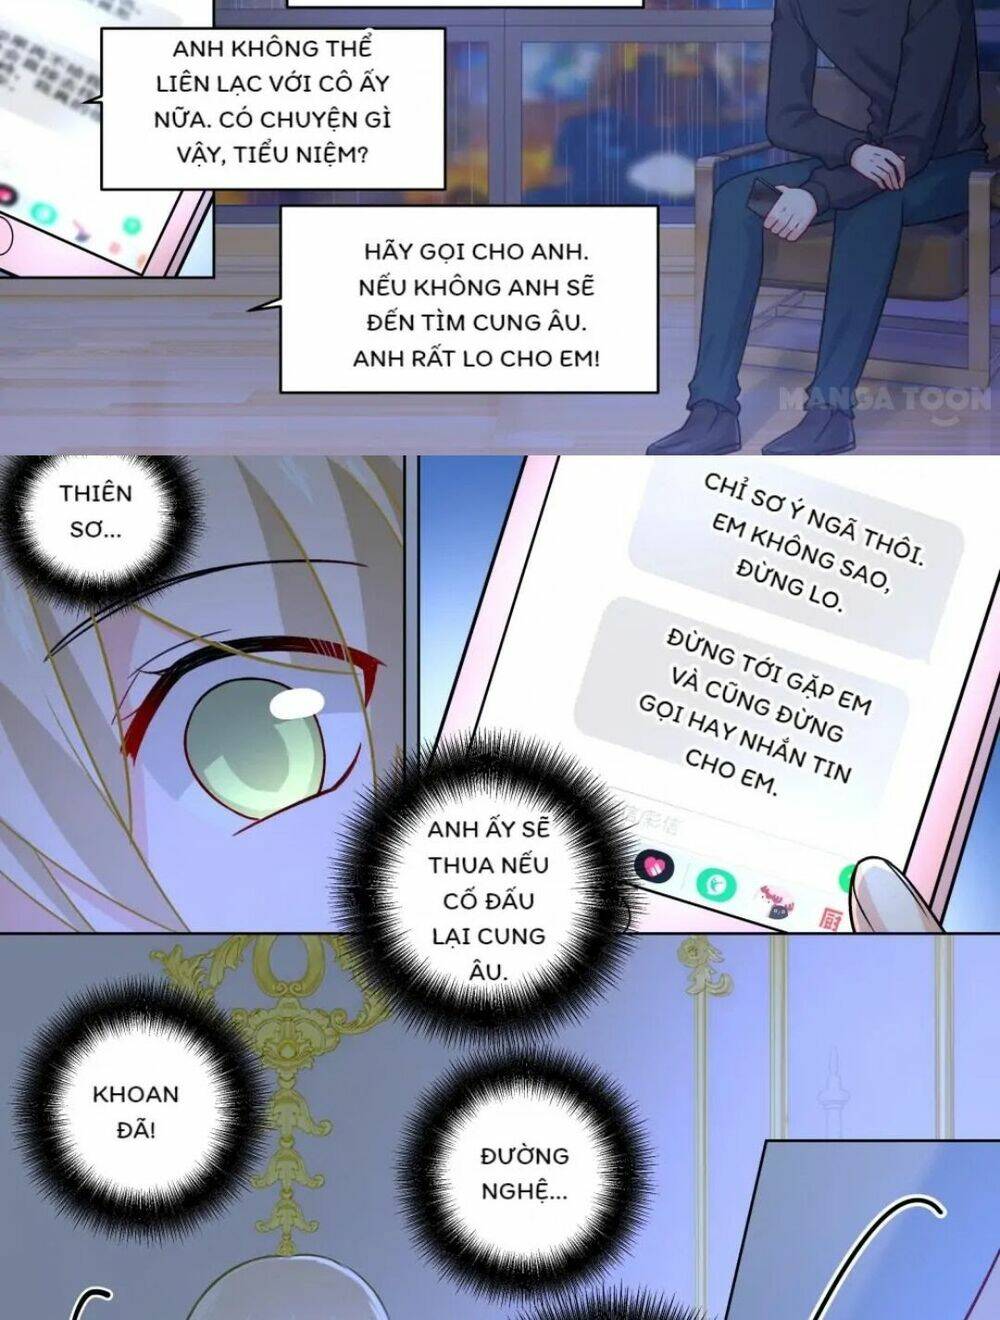 ANH KHÔNG THỂ
LIÊN LẠC VỚI CÔ ẤY
NỮA. CÓ CHUYỆN GÌ
VẬY, TIỂU NIỆM?
HÃY GỌI CHO ANH.
NẾU KHÔNG ANH SẼ
ĐẾN TÌM CUNG ÂU.
ANH RẤT LO CHO EM!
MANGA TOON
THIÊN
SƠ...
CHỈ SƠ Ý NGÃ THÔI.
EM KHÔNG SAO,
ĐỪNG LO.
ĐỪNG TỚI GẶP EM
VÀ CŨNG ĐỪNG
GỌI HAY NHẮN TIN
CHO EM.
ANH ẤY SẼ
THUA NẾU
CỐ ĐẤU
LẠI CUNG
ÂU.
KHOAN
ĐÃ!
ĐƯỜNG
NGHỆ...